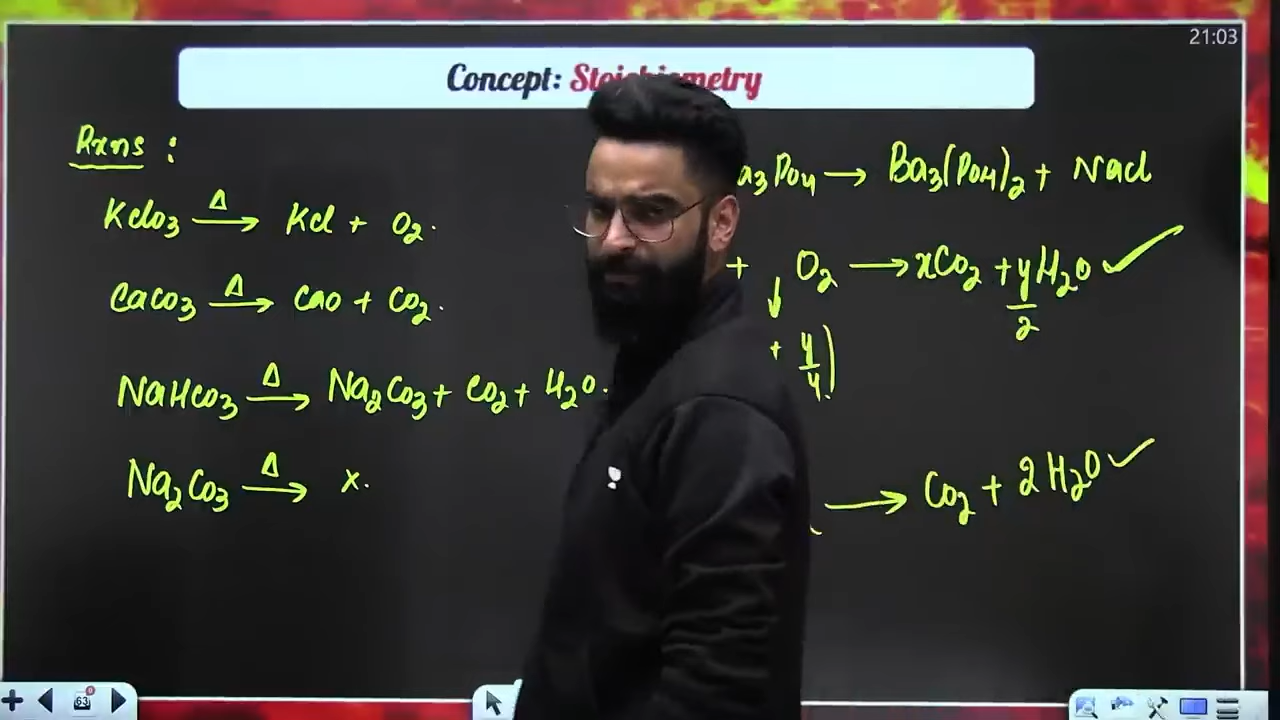 21:03
Concept: Stoichiometry
Rxns :
KClO3 Δ→ KCl + O2.
CaCO3 Δ→ CaO + CO2.
NaHCO3 Δ→ Na2CO3 + CO2 + H2O.
Na2CO3 Δ→ x.
a3PO4 → Ba3(PO4)2 + NaCl
+ O2 → xCO2 + y/2 H2O ✓
↓
+ y/4)
→ CO2 + 2H2O ✓
63